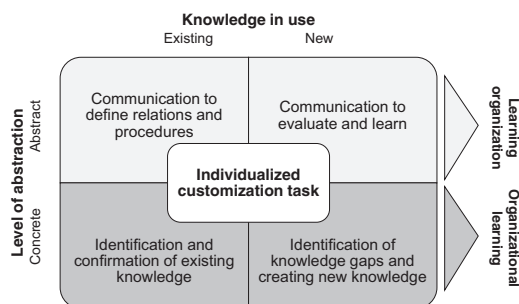 Knowledge in use
Existing New
Level of abstraction
Abstract
Concrete
Communication to
define relations and
procedures
Communication to
evaluate and learn
Individualized
customization task
Identification and
confirmation of existing
knowledge
Identification of
knowledge gaps and
creating new knowledge
Learning
organization
Organizational
learning